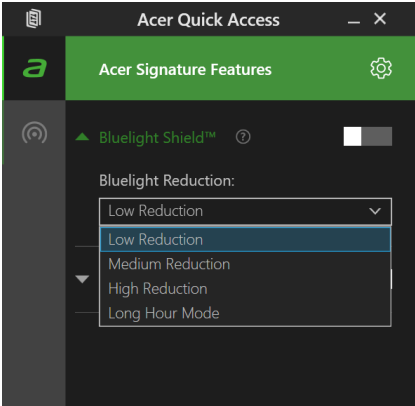 Acer Quick Access
a
Acer Signature Features
Bluelight Shield™ ?
Bluelight Reduction:
Low Reduction
Low Reduction
Medium Reduction
High Reduction
Long Hour Mode